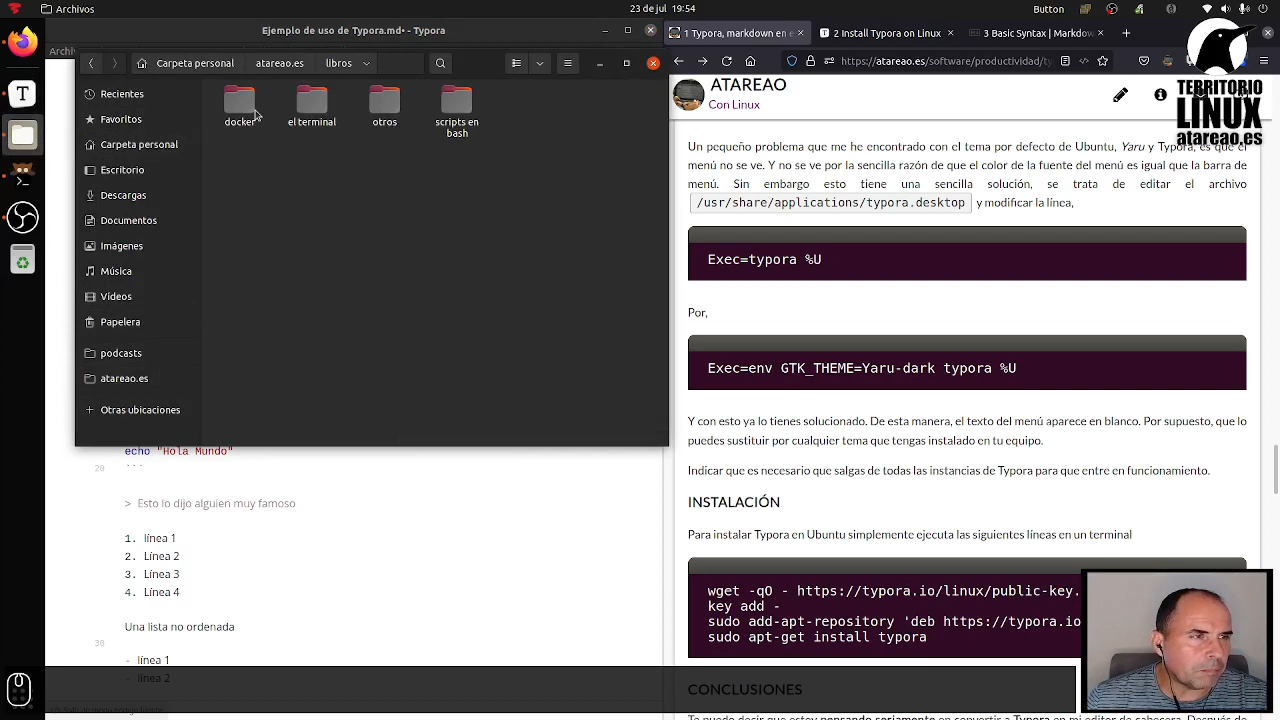 Archivos
23 de jul 19:54
Button
Ejemplo de uso de Typora.md• - Typora
2 Install Typora on Linux
3 Basic Syntax | Markdow
https://atareao.es/software/productividad/ty
Carpeta personal
atareao.es
libros
Recientes
Favoritos
Carpeta personal
Escritorio
Descargas
Documentos
Imágenes
Música
Vídeos
Papelera
podcasts
atareao.es
Otras ubicaciones
docker
el terminal
otros
scripts en
bash
echo "Hola Mundo"
20
```
> Esto lo dijo alguien muy famoso
1. línea 1
2. Línea 2
3. Línea 3
4. Línea 4
Una lista no ordenada
30
- línea 1
- línea 2
ATAREAO
Con Linux
TERRITORIO
LINUX
atareao.es
Un pequeño problema que me he encontrado con el tema por defecto de Ubuntu, Yaru y Typora, es que el
menú no se ve. Y no se ve por la sencilla razón de que el color de la fuente del menú es igual que la barra de
menú. Sin embargo esto tiene una sencilla solución, se trata de editar el archivo
/usr/share/applications/typora.desktop y modificar la línea,
Exec=typora %U
Por,
Exec=env GTK_THEME=Yaru-dark typora %U
Y con esto ya lo tienes solucionado. De esta manera, el texto del menú aparece en blanco. Por supuesto, que lo
puedes sustituir por cualquier tema que tengas instalado en tu equipo.
Indicar que es necesario que salgas de todas las instancias de Typora para que entre en funcionamiento.
INSTALACIÓN
Para instalar Typora en Ubuntu simplemente ejecuta las siguientes líneas en un terminal
wget -qO - https://typora.io/linux/public-key.
key add -
sudo add-apt-repository 'deb https://typora.io
sudo apt-get install typora
CONCLUSIONES